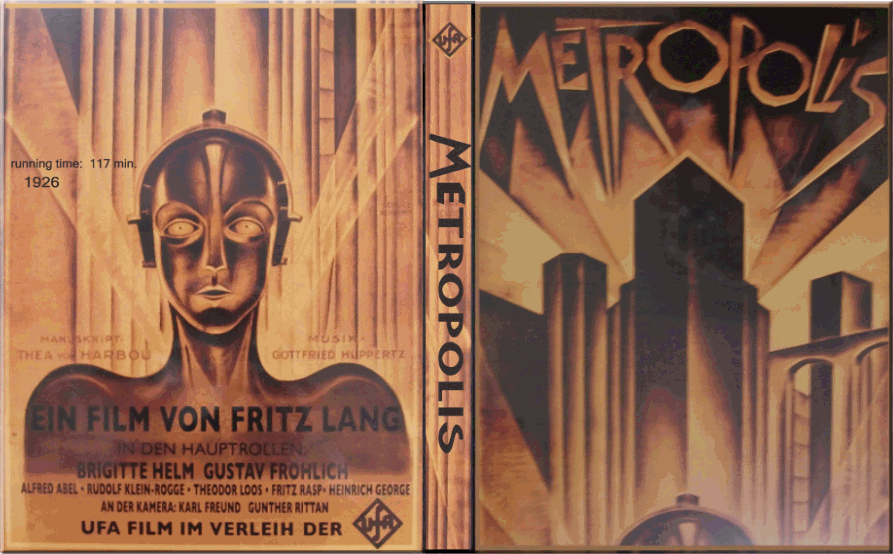 running time: 117 min.
1926
MANUSKRIPT:
THEA VON HARBOU
MUSIK:
GOTTFRIED HUPPERTZ
EIN FILM VON FRITZ LANG
IN DEN HAUPTROLLEN:
BRIGITTE HELM GUSTAV FRÖHLICH
ALFRED ABEL • RUDOLF KLEIN-ROGGE • THEODOR LOOS • FRITZ RASP • HEINRICH GEORGE
AN DER KAMERA: KARL FREUND GUNTHER RITTAN
UFA FILM IM VERLEIH DER Ufa
Ufa
METROPOLIS
METROPOLIS